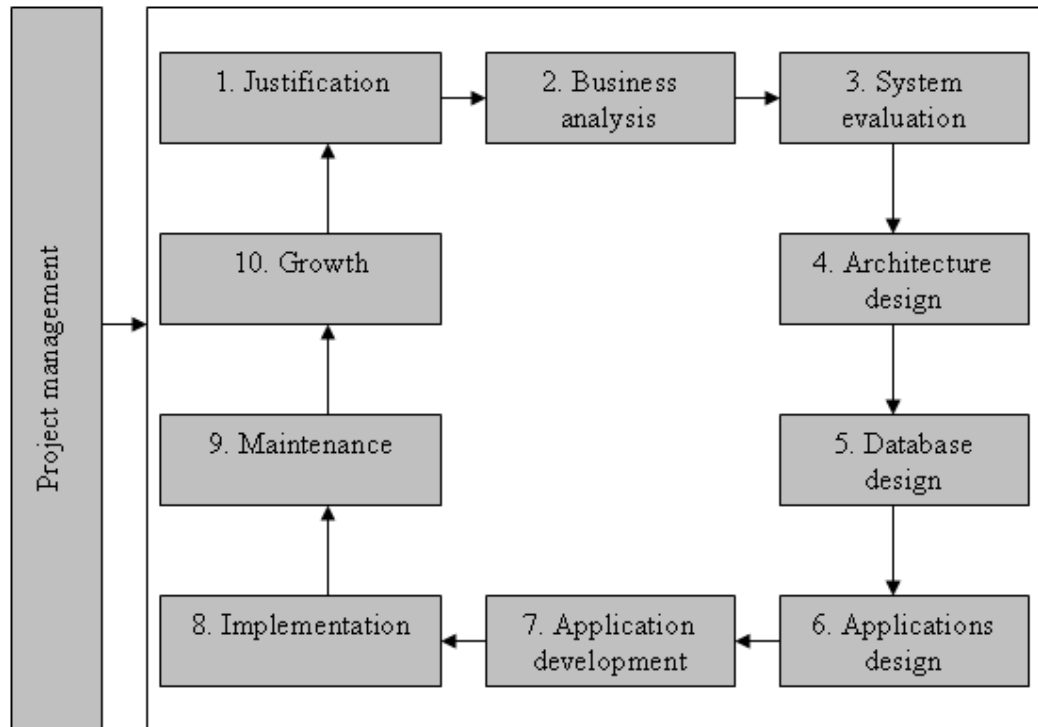 Project management
1. Justification
2. Business
analysis
3. System
evaluation
10. Growth
4. Architecture
design
9. Maintenance
5. Database
design
8. Implementation
7. Application
development
6. Applications
design